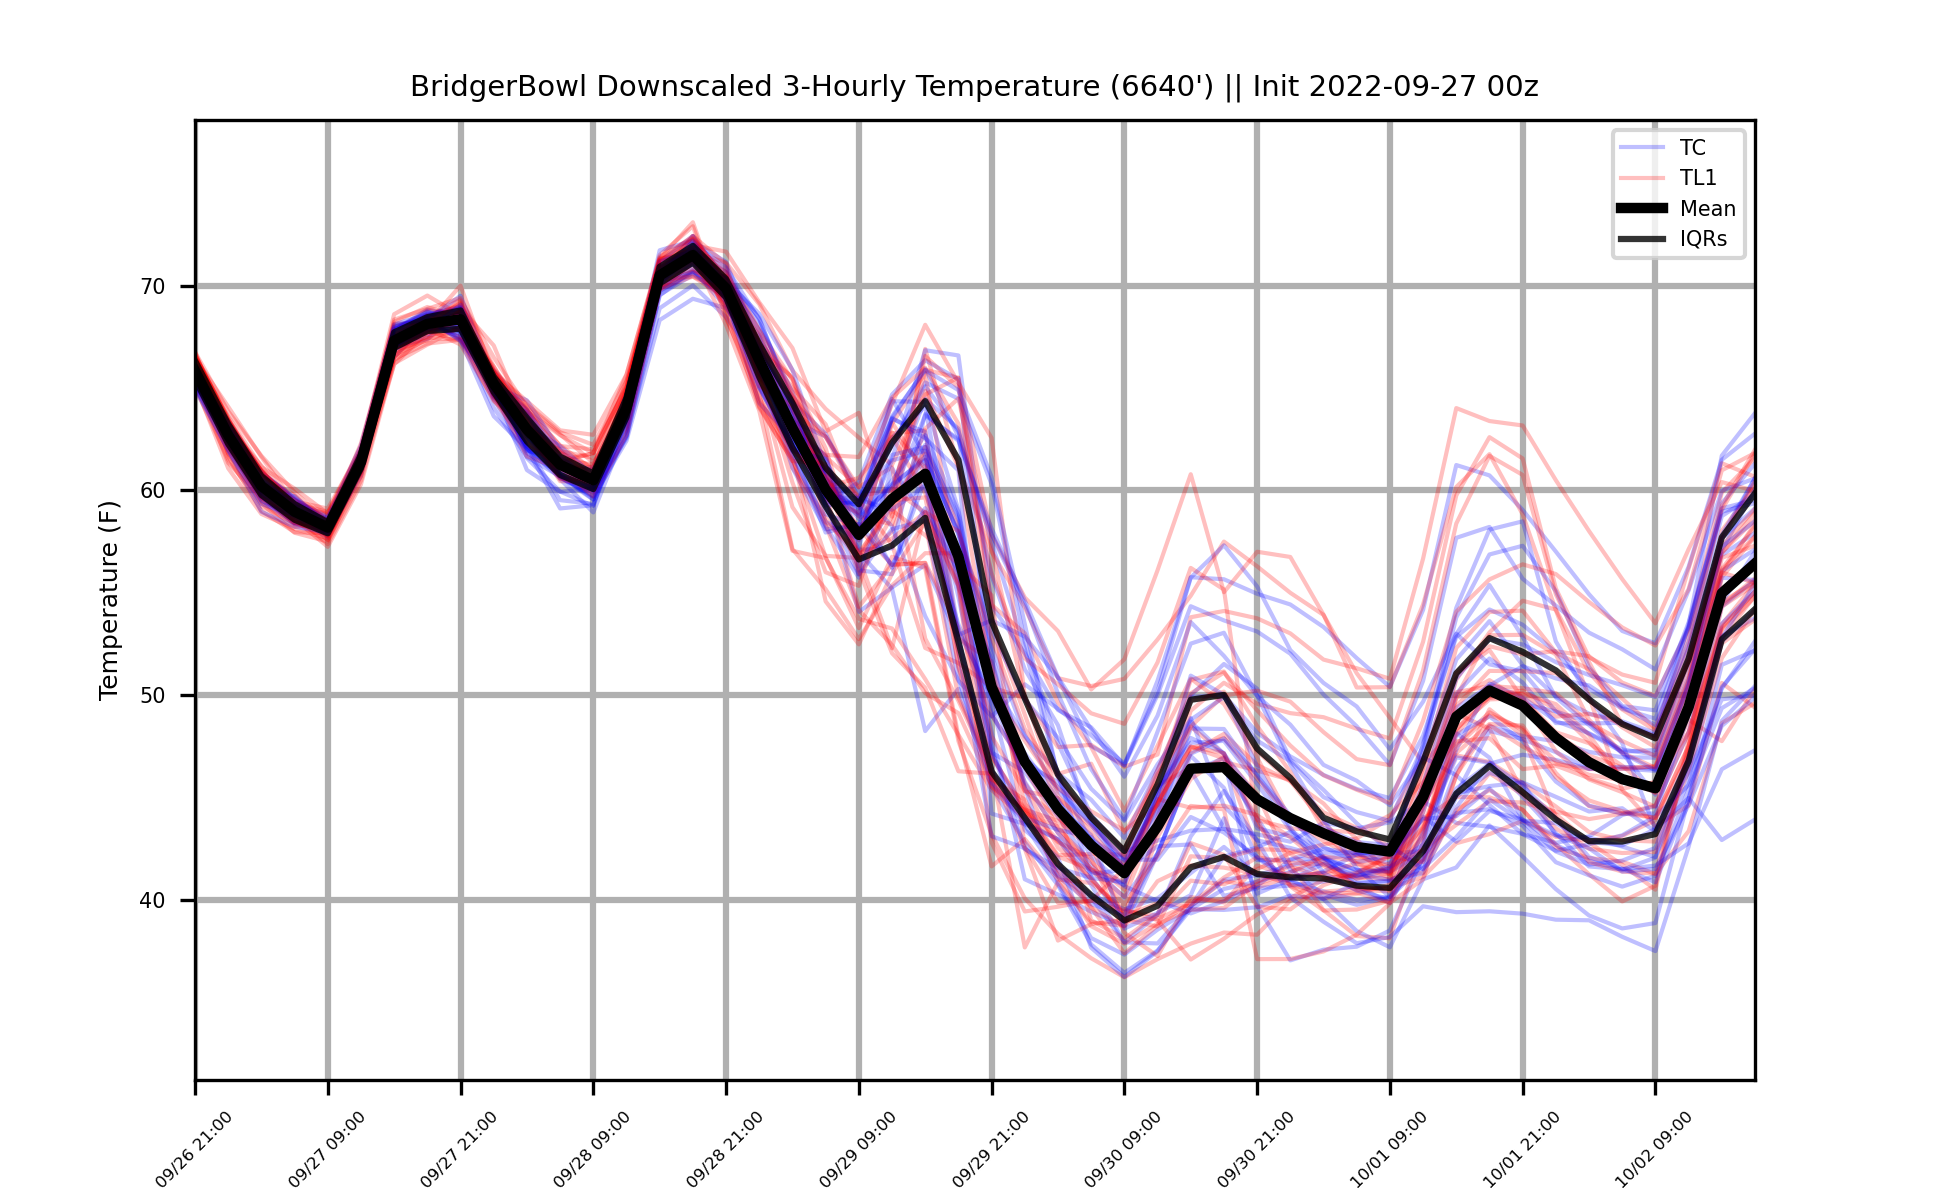 BridgerBowl Downscaled 3-Hourly Temperature (6640') || Init 2022-09-27 00z
TC
TL1
Mean
IQRs
Temperature (F)
70
60
50
40
09/26 21:00
09/27 09:00
09/27 21:00
09/28 09:00
09/28 21:00
09/29 09:00
09/29 21:00
09/30 09:00
09/30 21:00
10/01 09:00
10/01 21:00
10/02 09:00